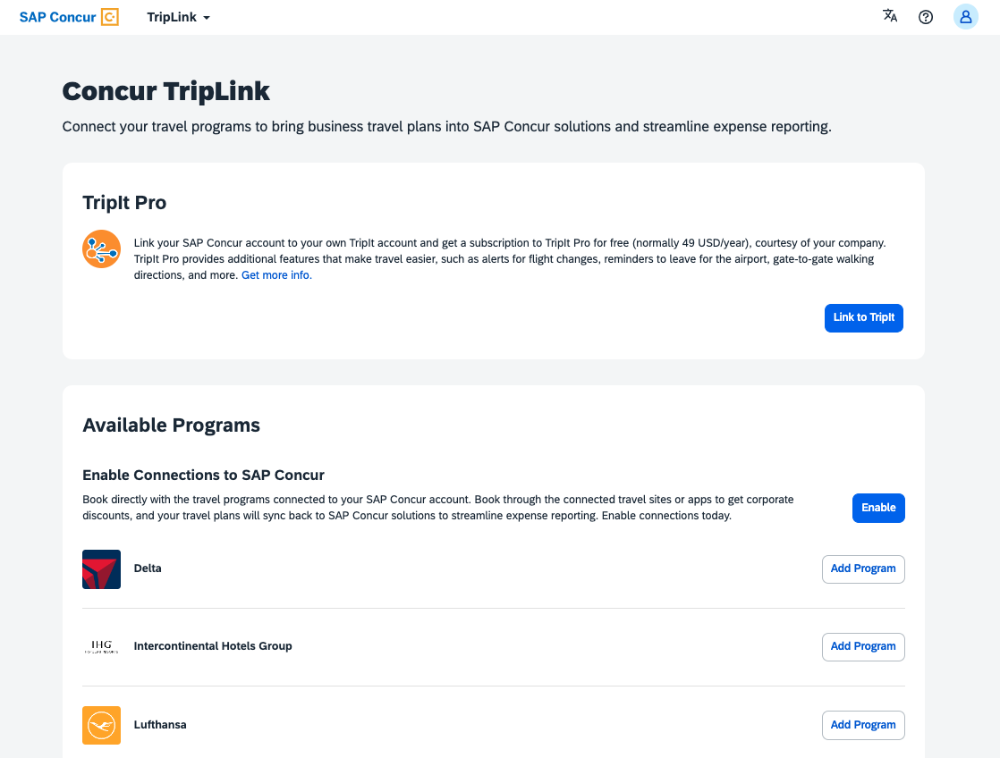 SAP Concur C TripLink
Concur TripLink
Connect your travel programs to bring business travel plans into SAP Concur solutions and streamline expense reporting.
TripIt Pro
Link your SAP Concur account to your own TripIt account and get a subscription to TripIt Pro for free (normally 49 USD/year), courtesy of your company.
TripIt Pro provides additional features that make travel easier, such as alerts for flight changes, reminders to leave for the airport, gate-to-gate walking
directions, and more. Get more info.
Link to TripIt
Available Programs
Enable Connections to SAP Concur
Book directly with the travel programs connected to your SAP Concur account. Book through the connected travel sites or apps to get corporate
discounts, and your travel plans will sync back to SAP Concur solutions to streamline expense reporting. Enable connections today.
Enable
Delta
Add Program
IHG
Intercontinental Hotels Group
Add Program
Lufthansa
Add Program